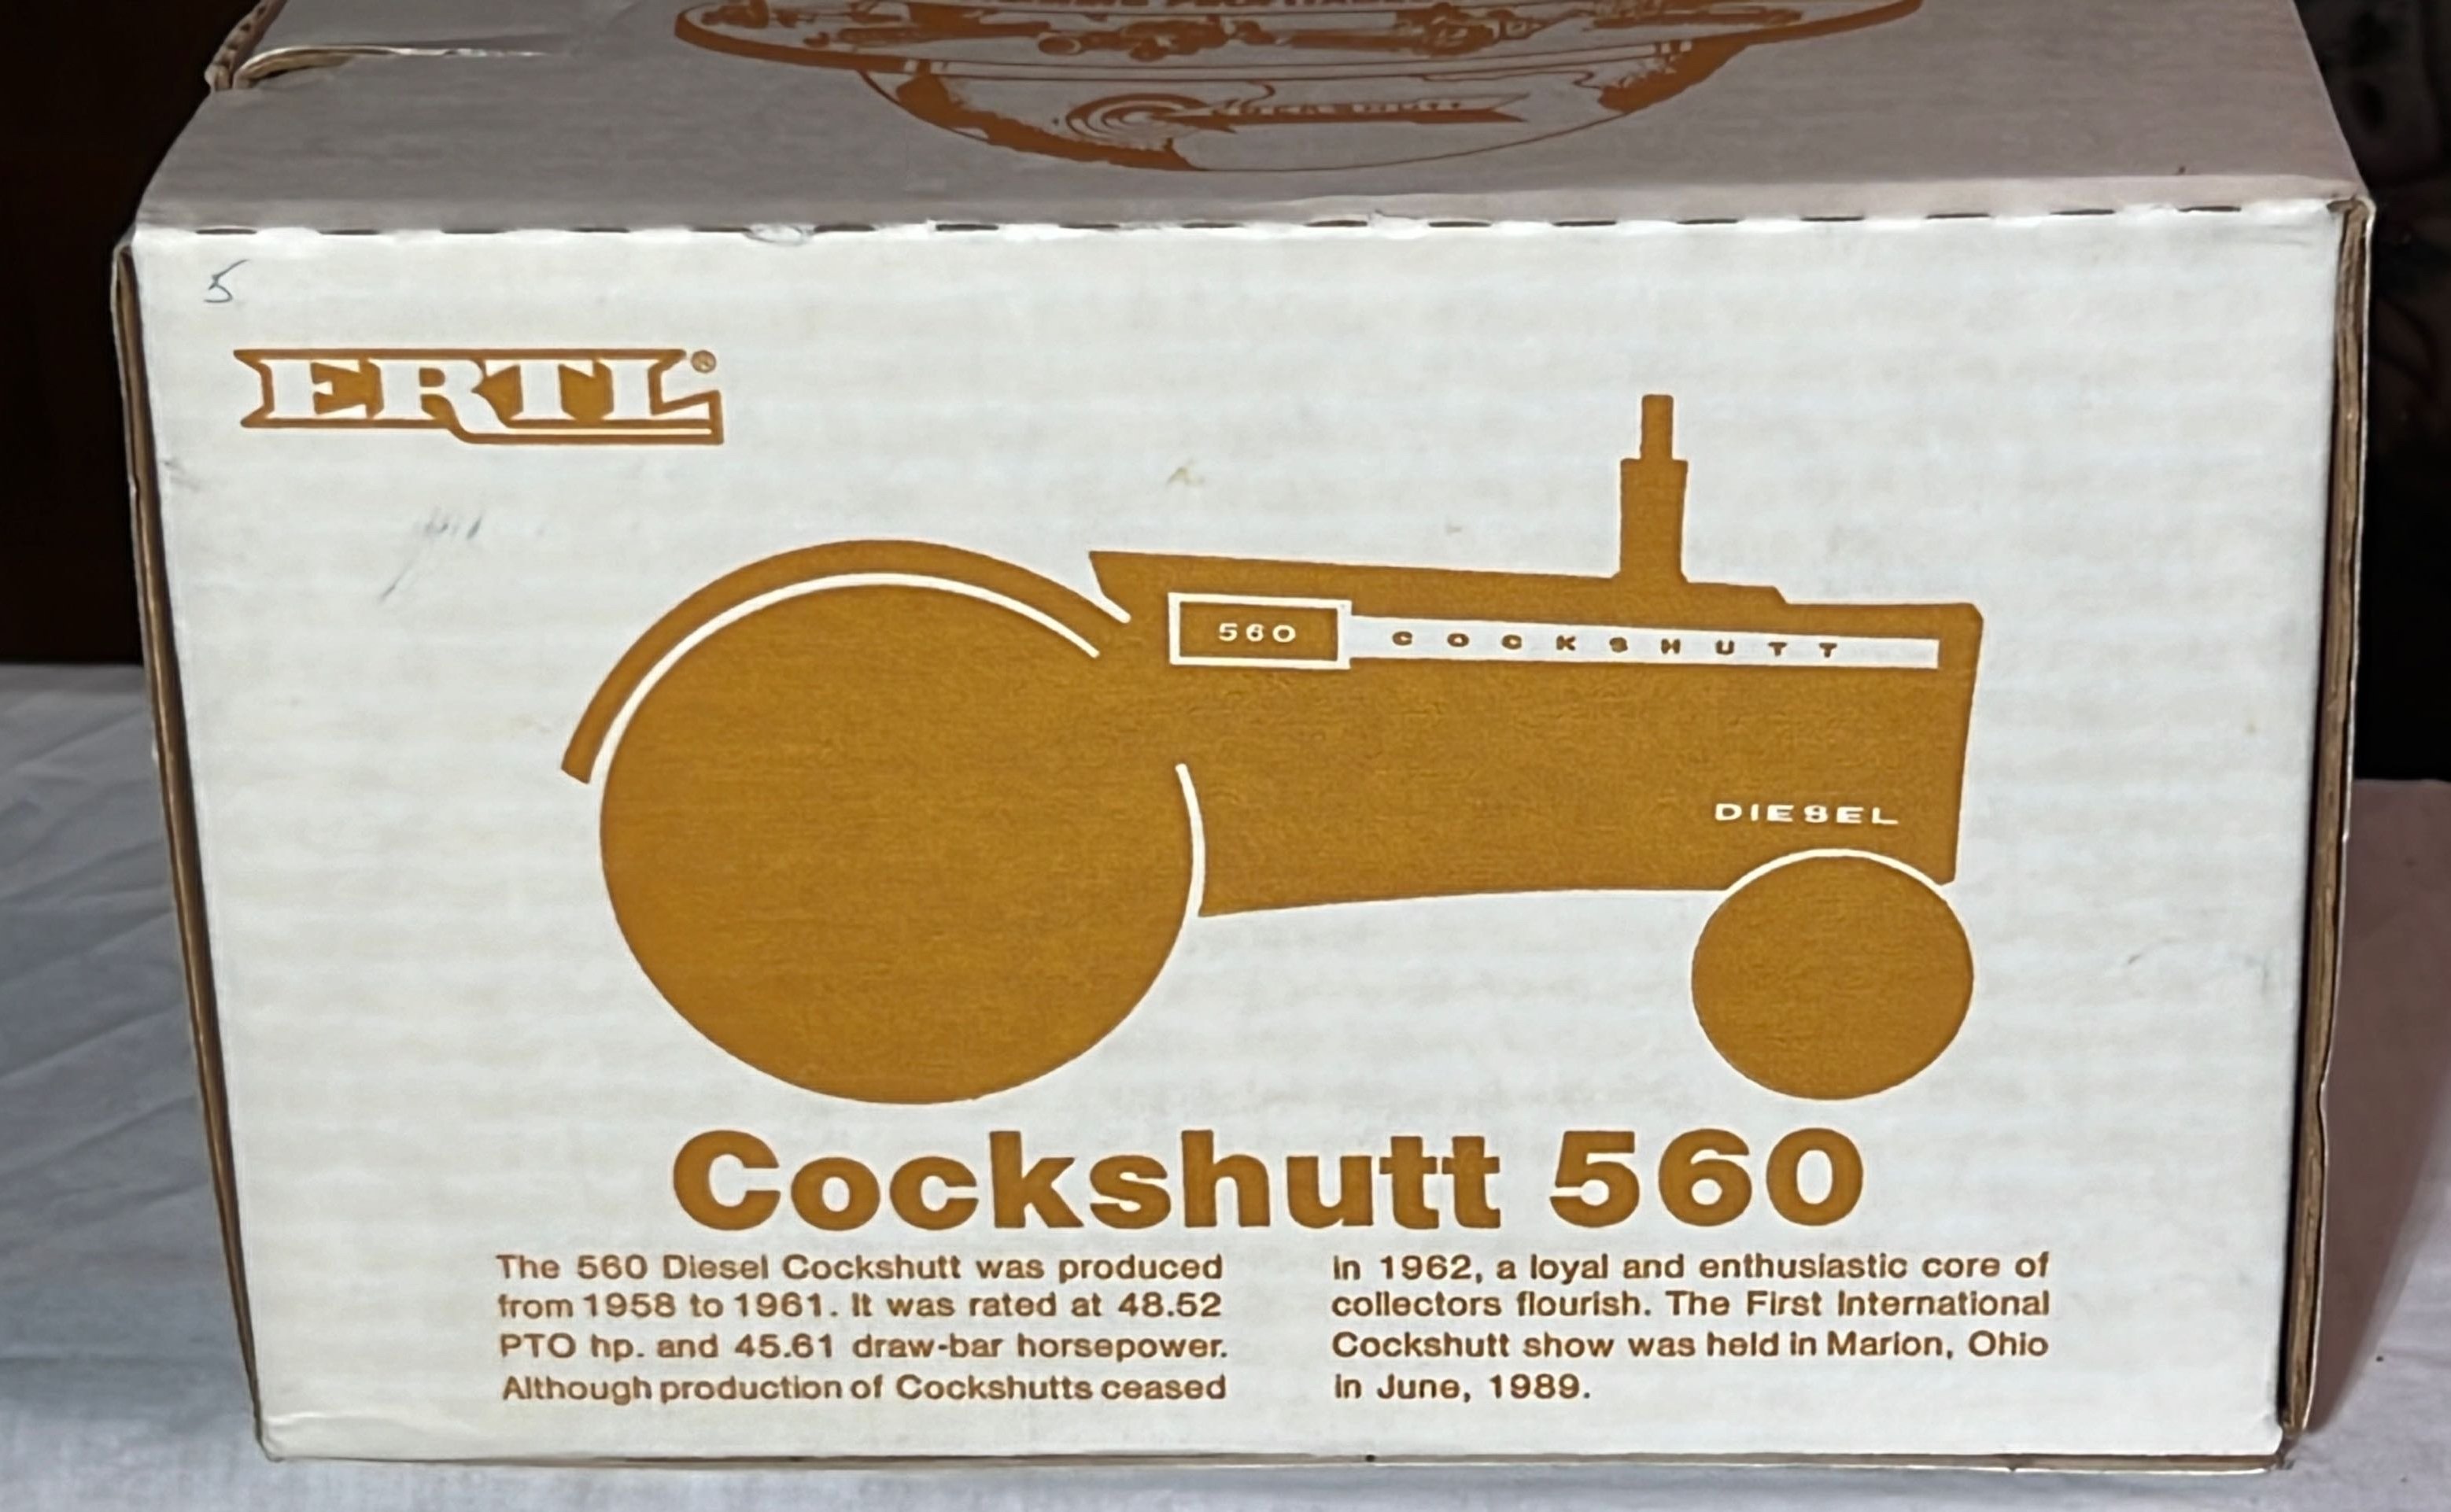 COCKSHUTT
5
ERTL®
560
COCKSHUTT
DIESEL
Cockshutt 560
The 560 Diesel Cockshutt was produced
from 1958 to 1961. It was rated at 48.52
PTO hp. and 45.61 draw-bar horsepower.
Although production of Cockshutts ceased
in 1962, a loyal and enthusiastic core of
collectors flourish. The First International
Cockshutt show was held in Marion, Ohio
in June, 1989.